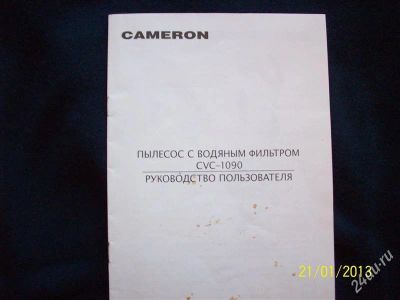 CAMERON
ПЫЛЕСОС С ВОДЯНЫМ ФИЛЬТРОМ
CVC-1090
РУКОВОДСТВО ПОЛЬЗОВАТЕЛЯ
21/01/2013
24au.ru